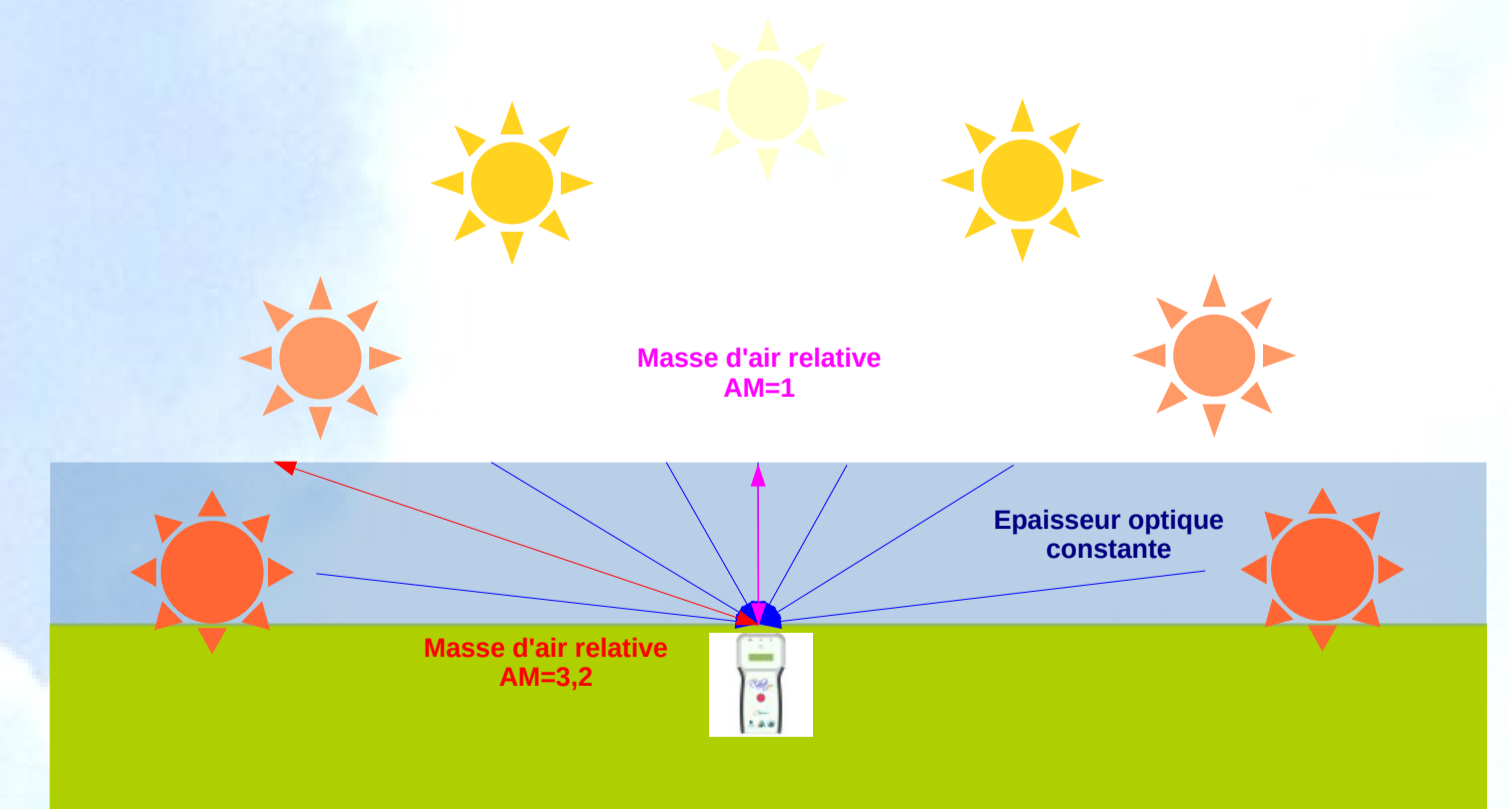 Masse d'air relative
AM=1
Epaisseur optique
constante
Masse d'air relative
AM=3,2